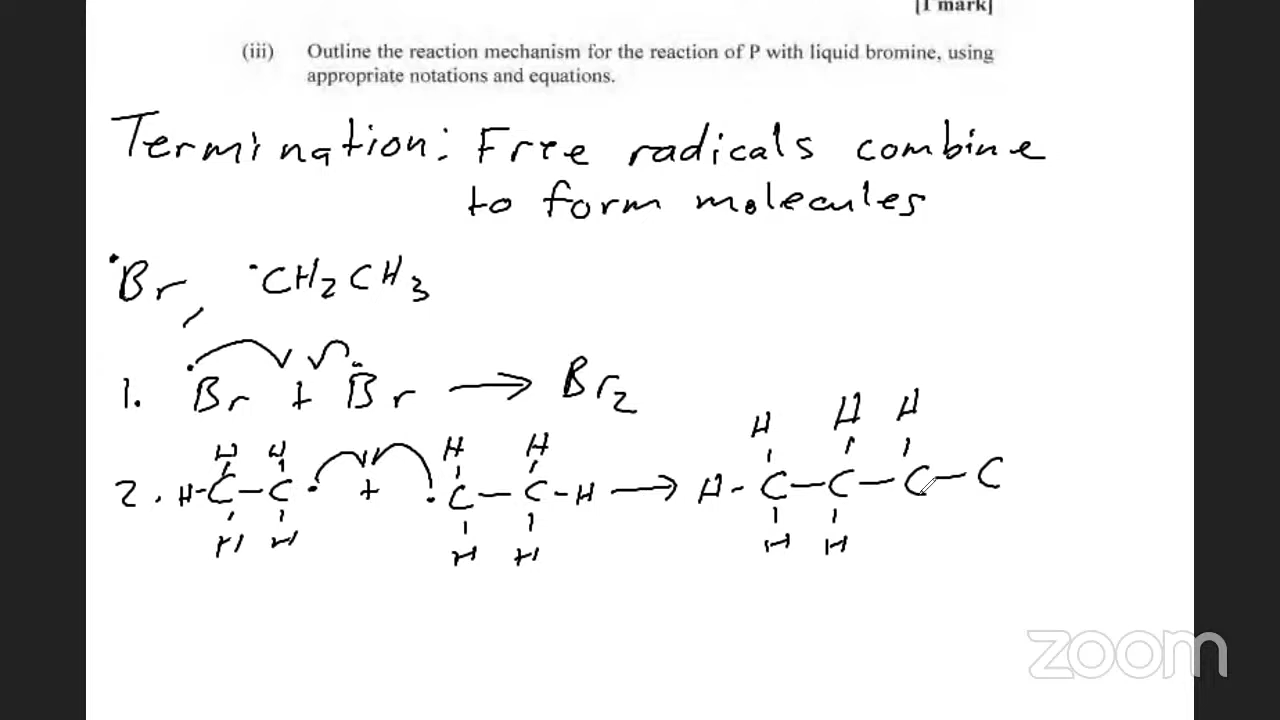 [1 mark]
(iii) Outline the reaction mechanism for the reaction of P with liquid bromine, using
appropriate notations and equations.
Termination: Free radicals combine
to form molecules
•Br, •CH2CH3
1. •Br + •Br → Br2
H H H H H H H
2. H-C-C• + •C-C-H → H-C-C-C-C
H H H H H H
zoom